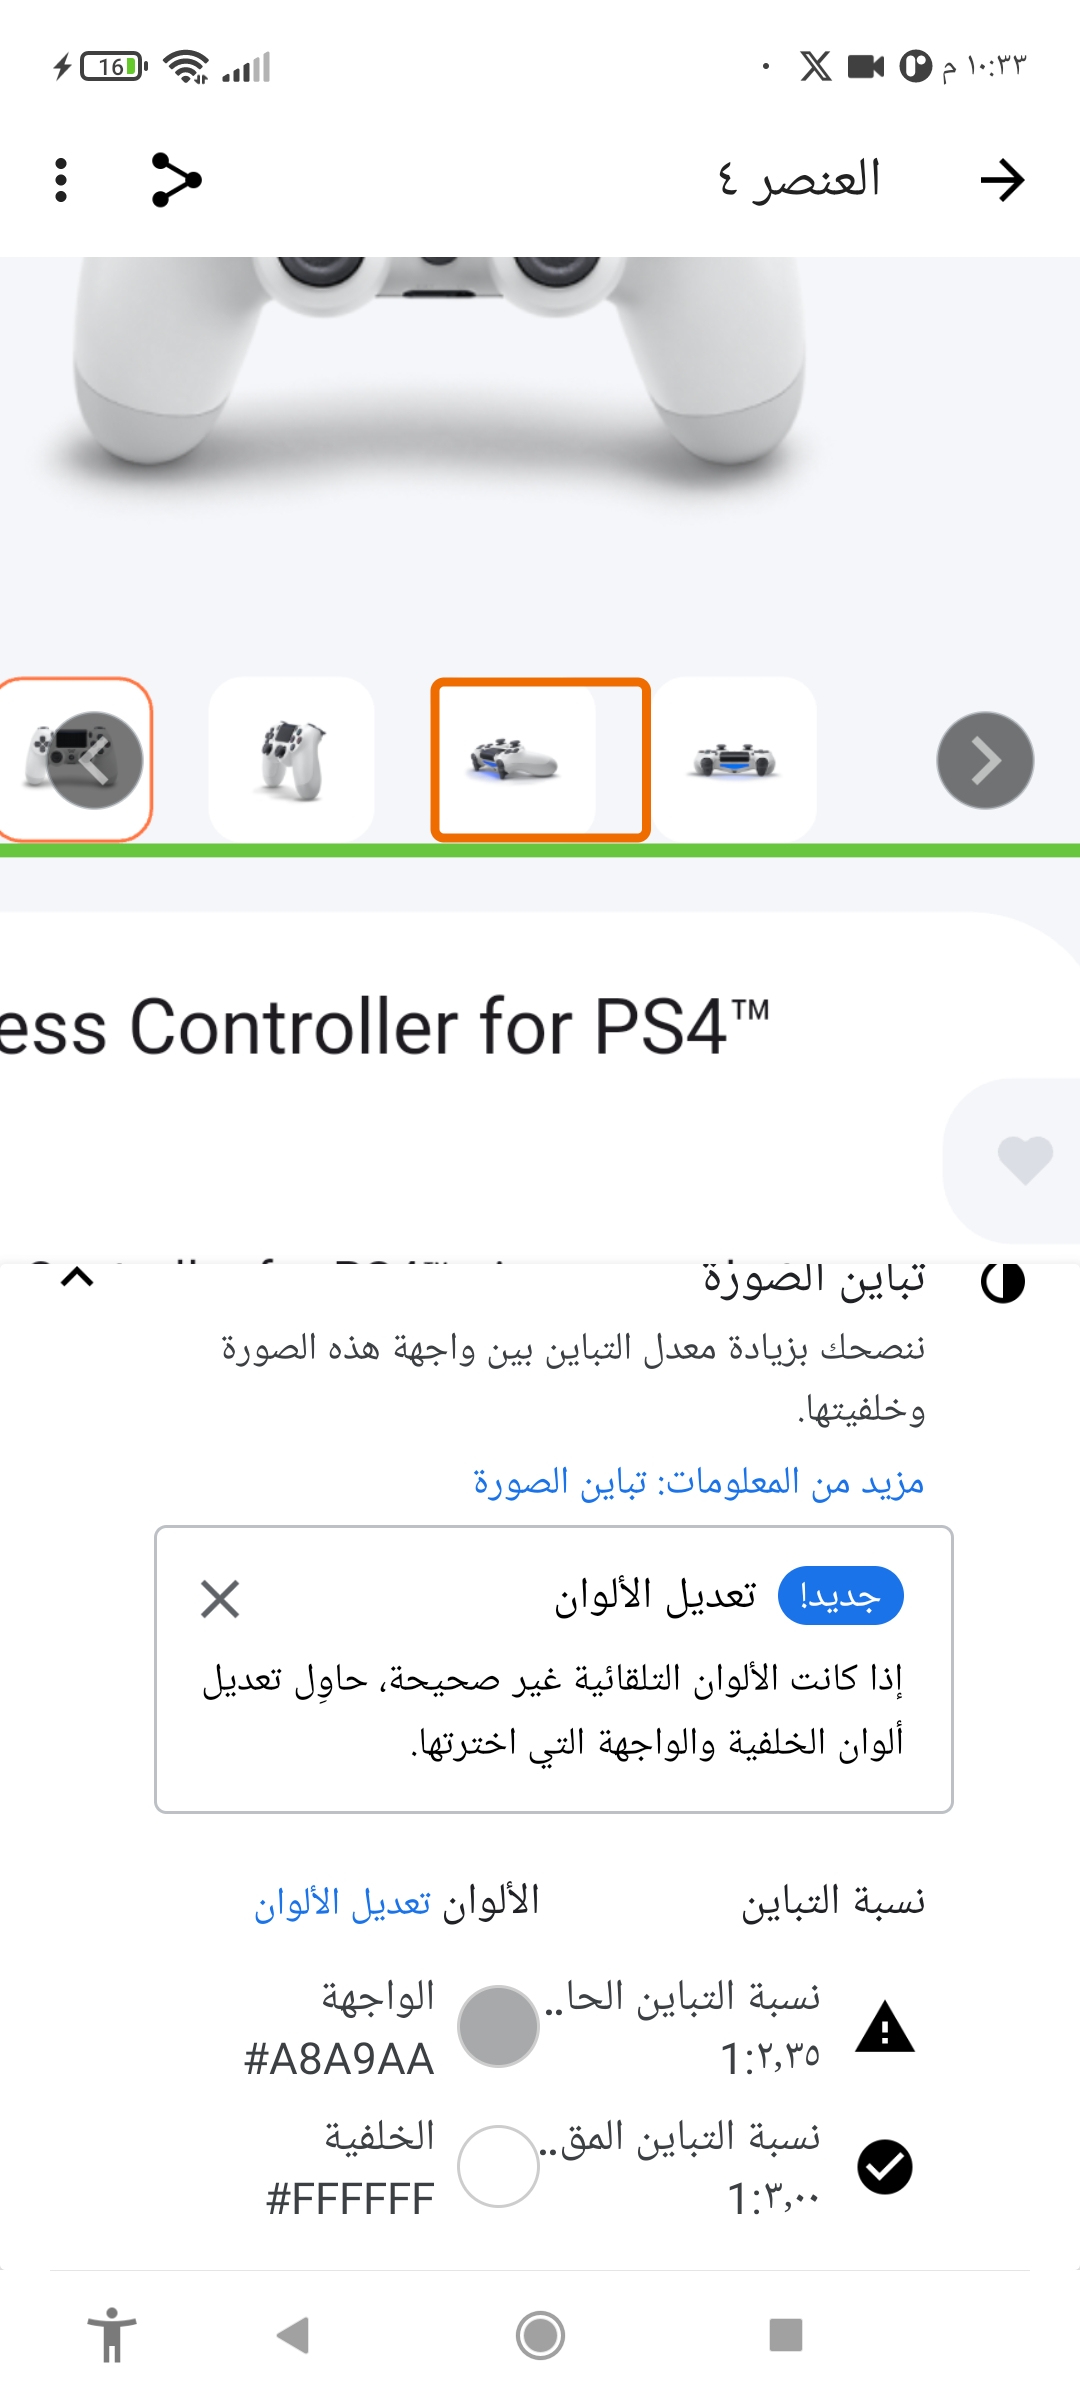 16
١٠:٣٣ م
العنصر ٤
ess Controller for PS4™
تباين الصورة
ننصحك بزيادة معدل التباين بين واجهة هذه الصورة
وخلفيتها.
مزيد من المعلومات: تباين الصورة
جديد! تعديل الألوان
إذا كانت الألوان التلقائية غير صحيحة، حاوِل تعديل
ألوان الخلفية والواجهة التي اخترتها.
نسبة التباين
الألوان تعديل الألوان
نسبة التباين الحا..
1:٢,٣٥
الواجهة
#A8A9AA
نسبة التباين المق..
1:٣,٠٠
الخلفية
#FFFFFF